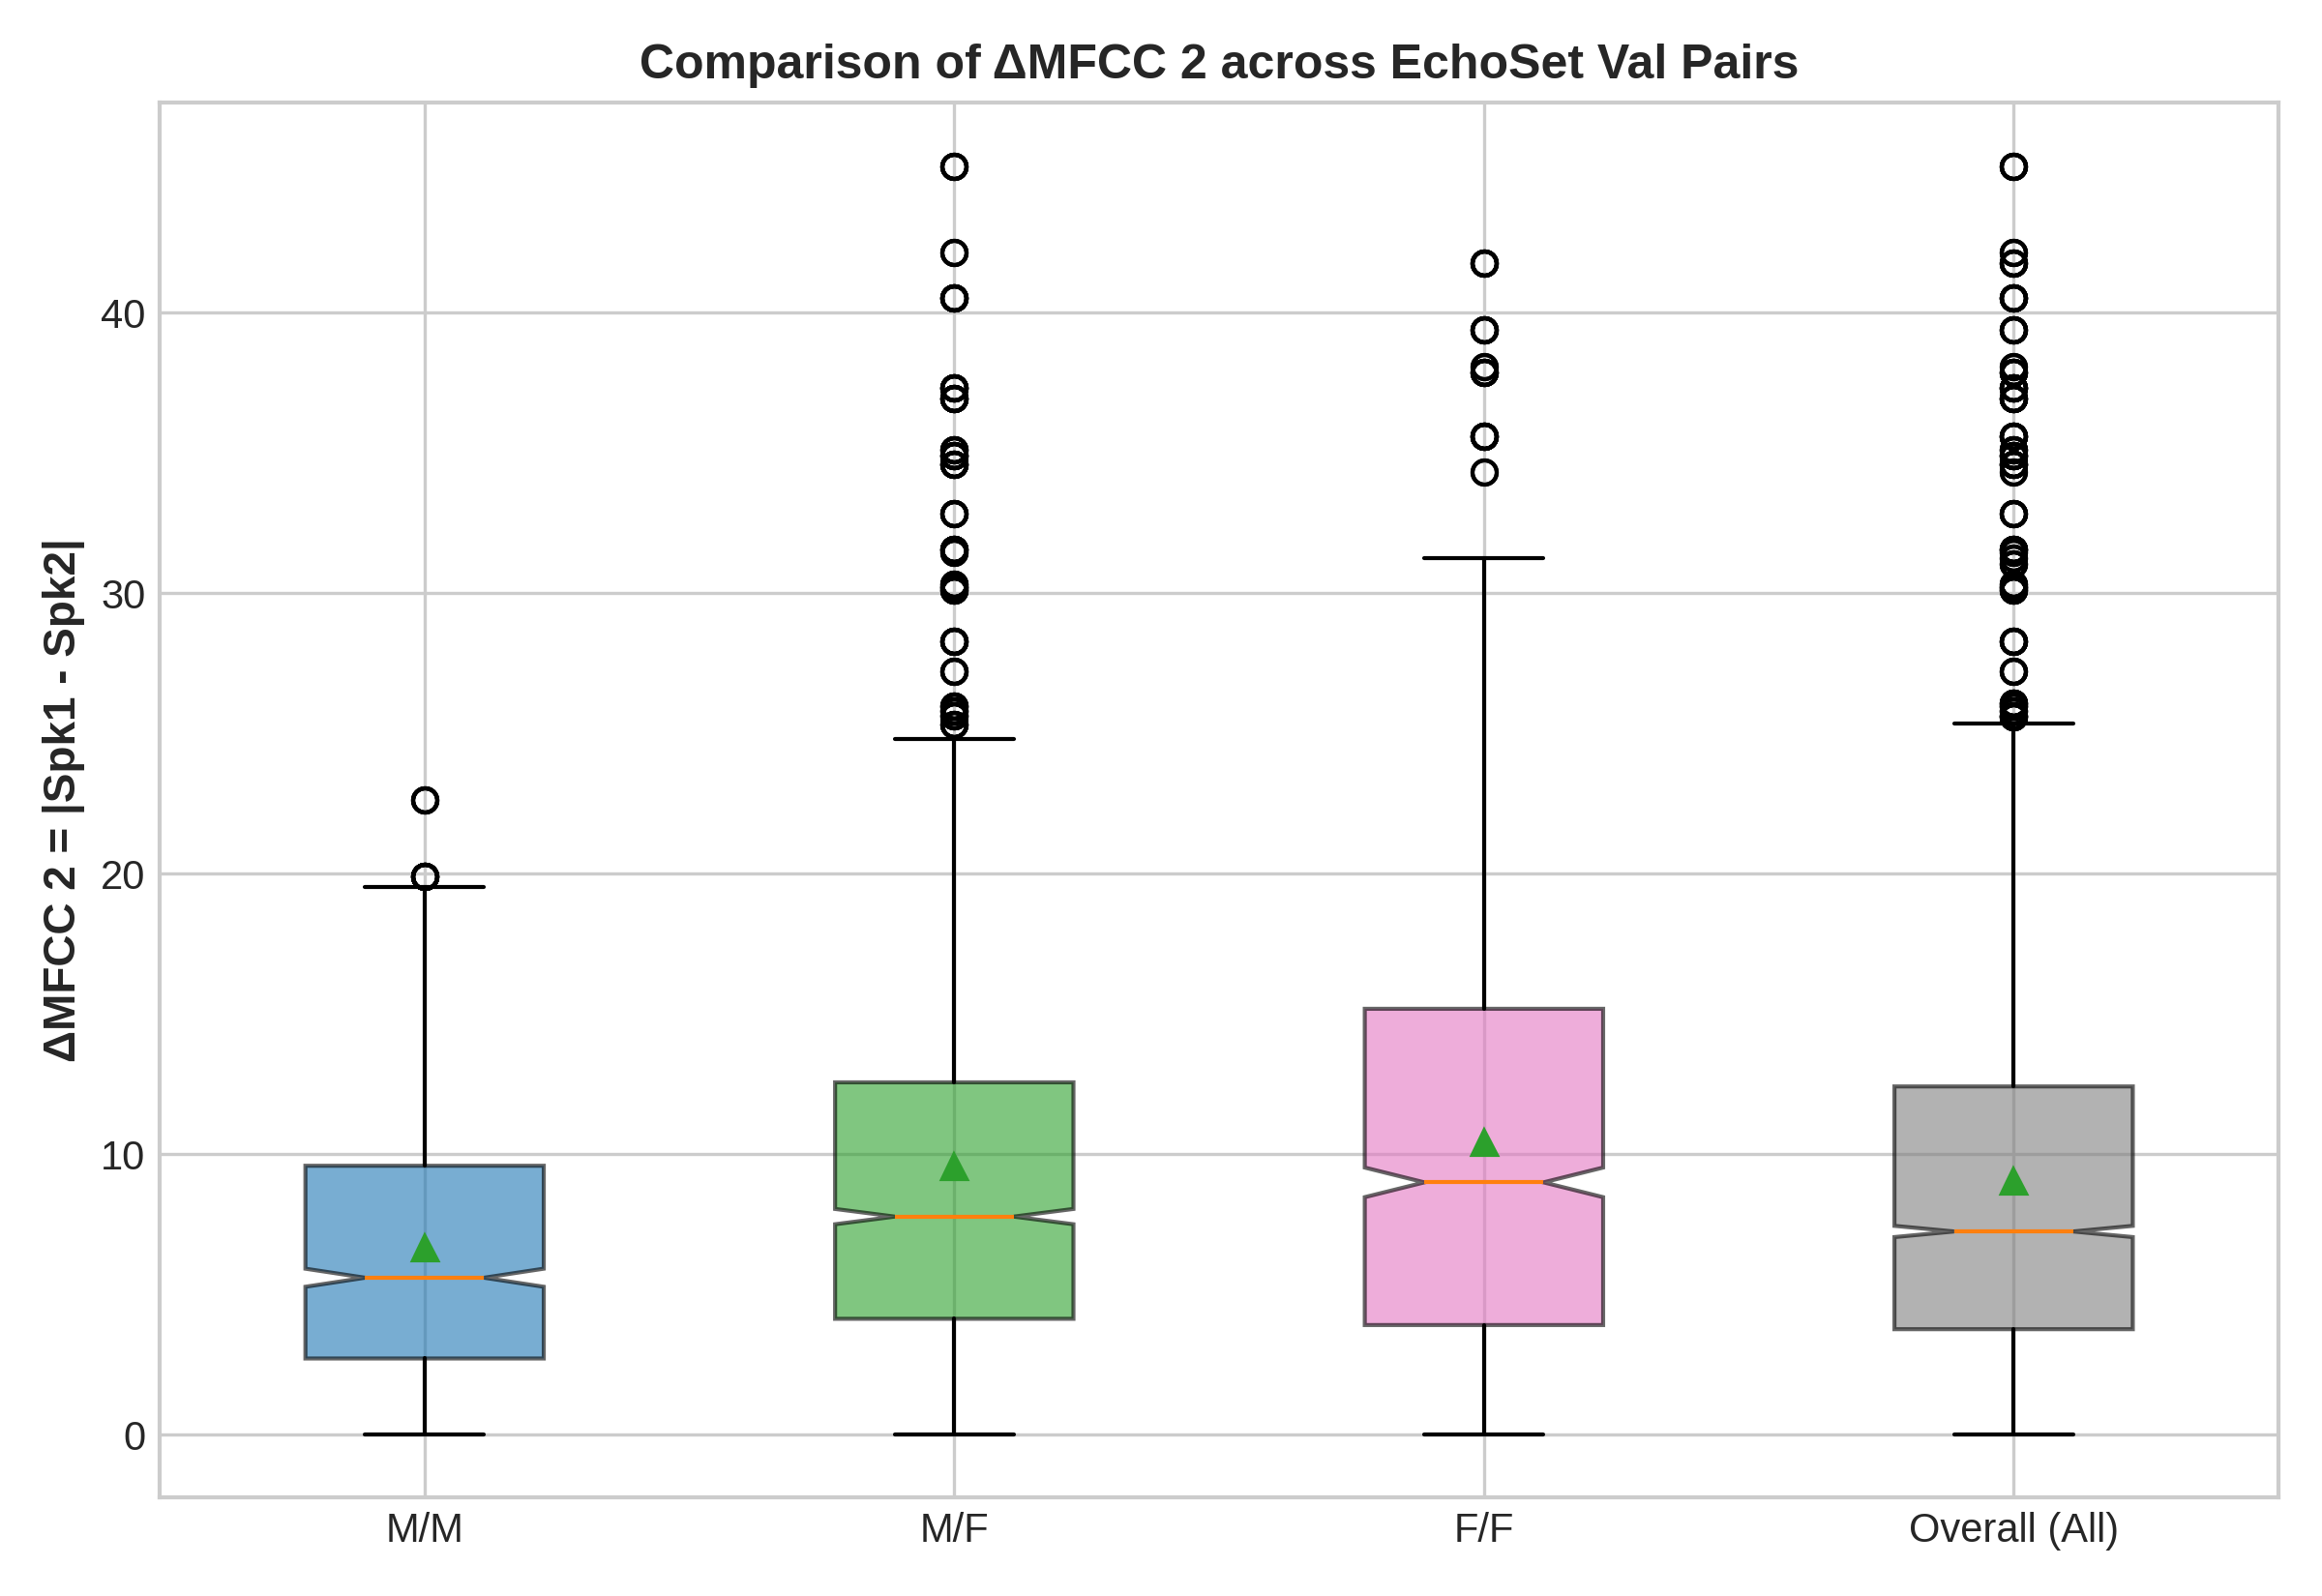 Comparison of ΔMFCC 2 across EchoSet Val Pairs
ΔMFCC 2 = |Spk1 - Spk2|
40
30
20
10
0
M/M
M/F
F/F
Overall (All)